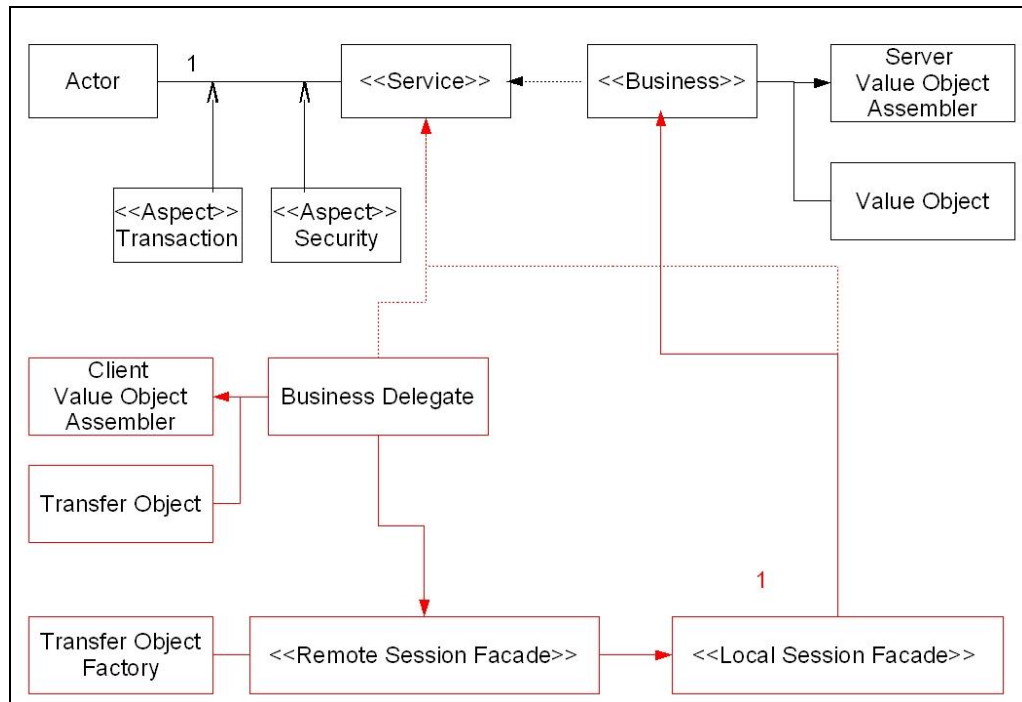 Actor
1
<<Service>>
<<Business>>
Server
Value Object
Assembler
<<Aspect>>
Transaction
<<Aspect>>
Security
Value Object
Client
Value Object
Assembler
Business Delegate
Transfer Object
1
Transfer Object
Factory
<<Remote Session Facade>>
<<Local Session Facade>>